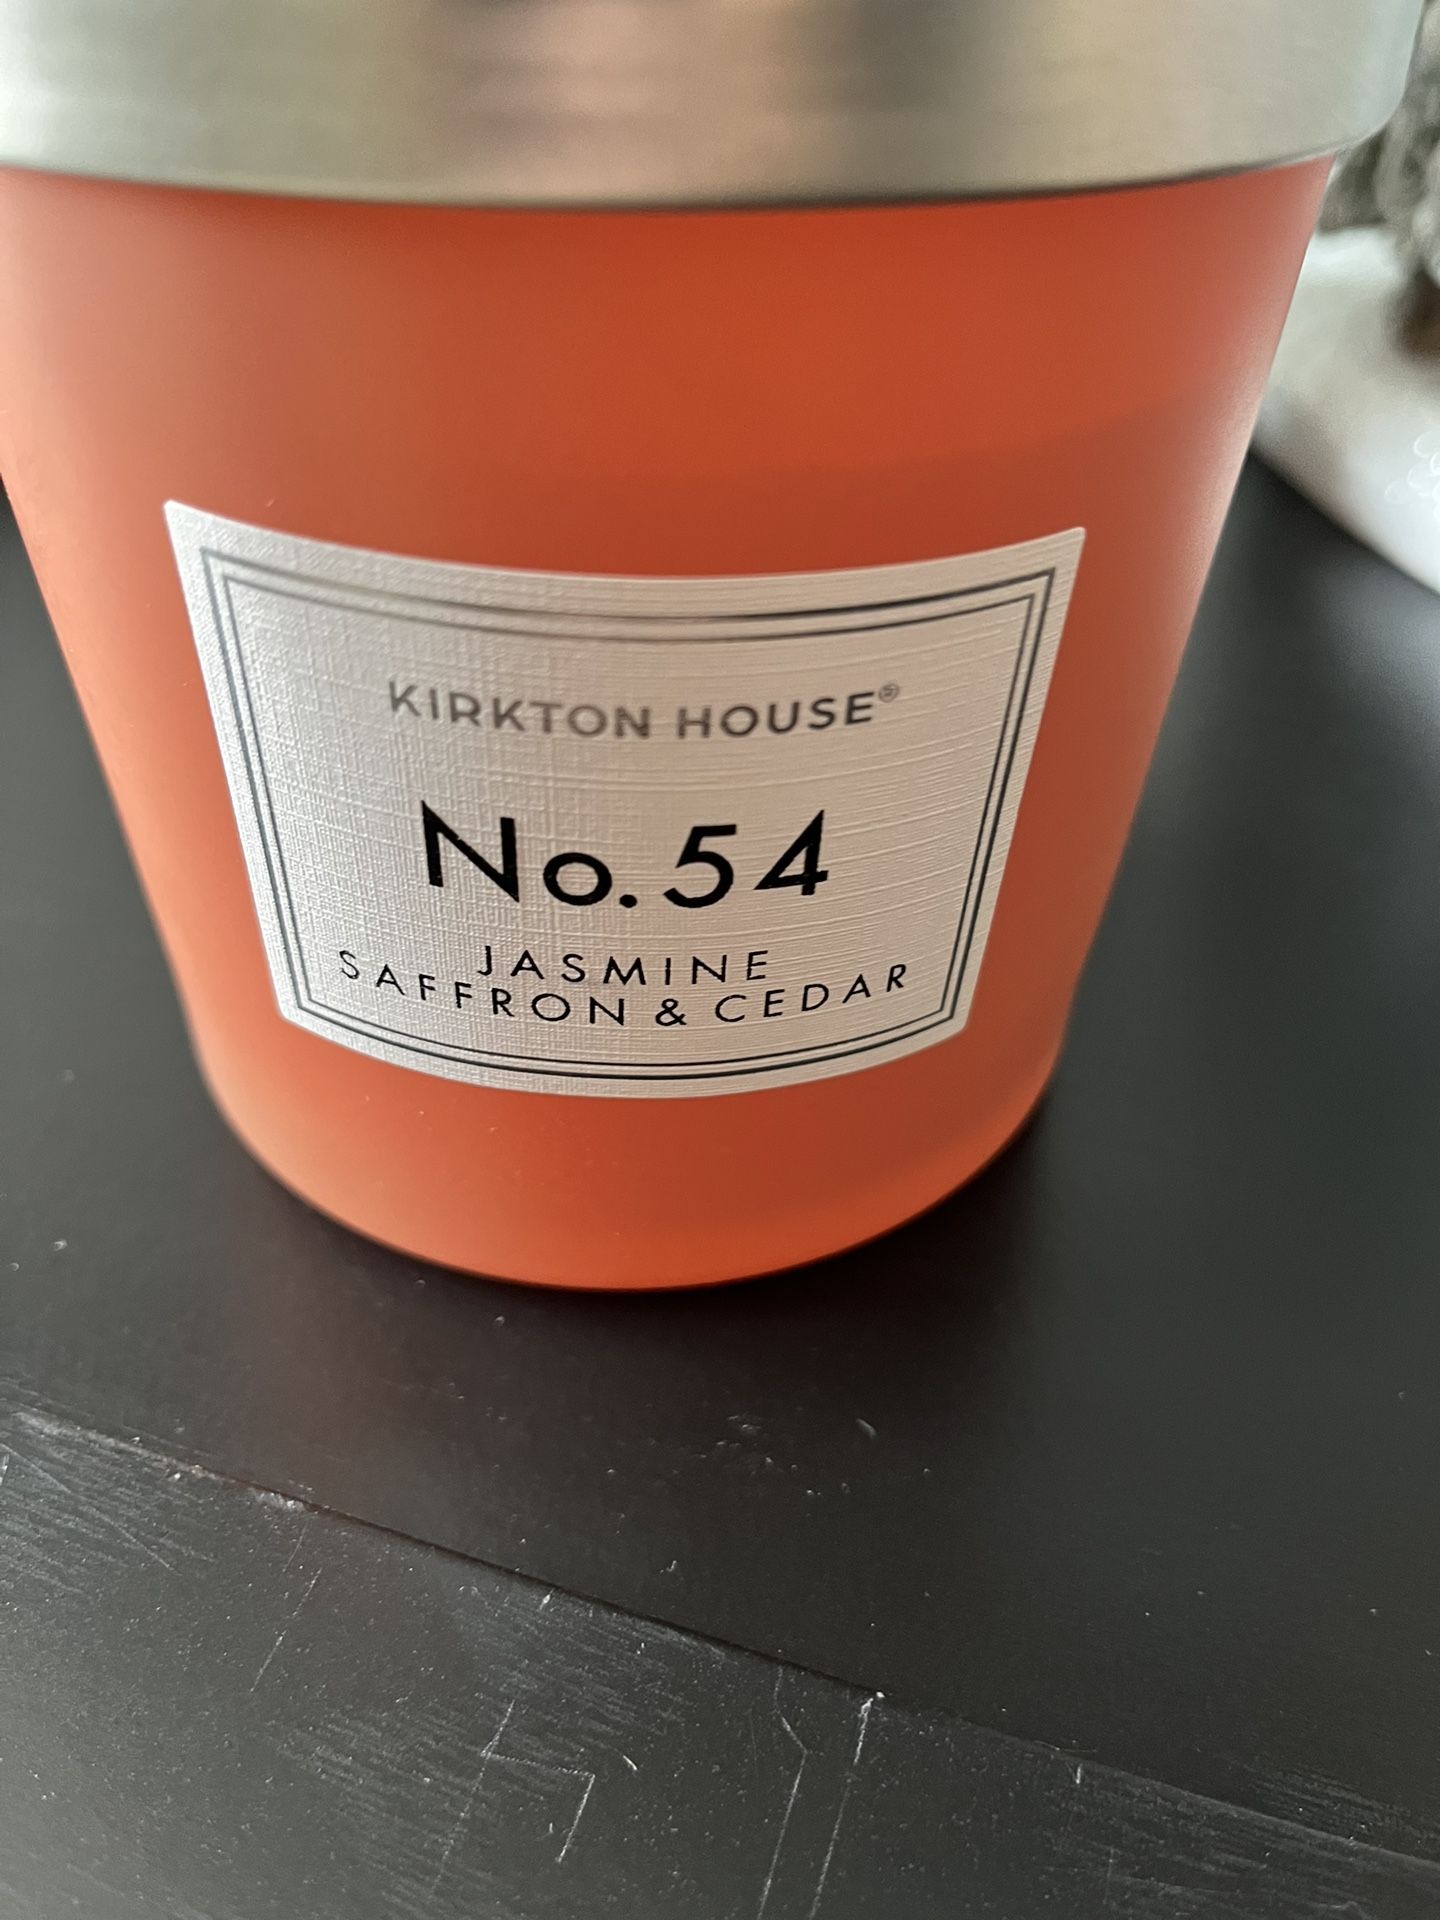 KIRKTON HOUSE®
No. 54
JASMINE
SAFFRON & CEDAR